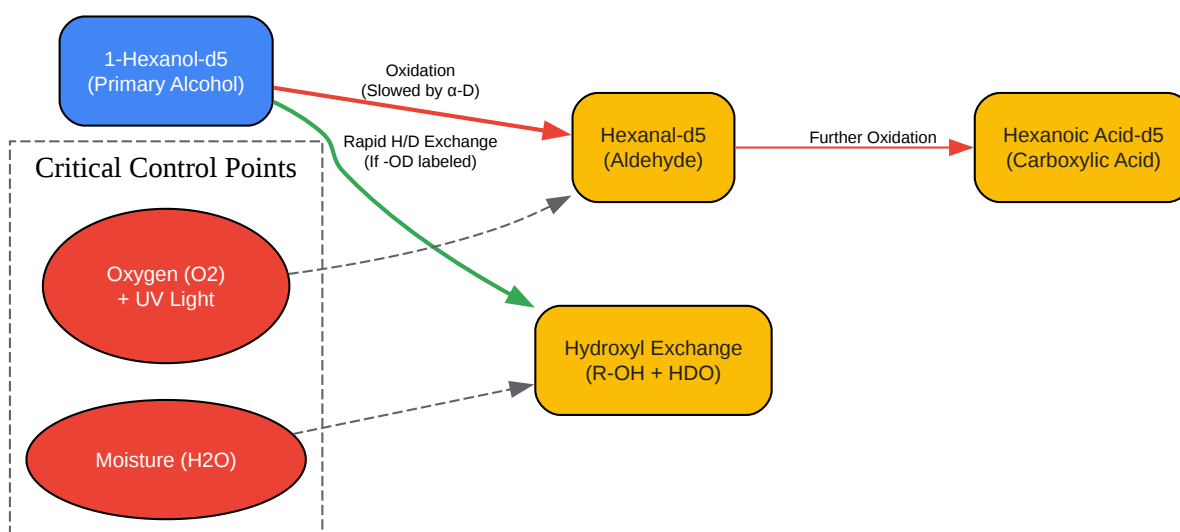 1-Hexanol-d5
(Primary Alcohol)
Oxidation
(Slowed by α-D)
Rapid H/D Exchange
(If -OD labeled)
Hexanal-d5
(Aldehyde)
Further Oxidation
Hexanoic Acid-d5
(Carboxylic Acid)
Critical Control Points
Oxygen (O2)
+ UV Light
Hydroxyl Exchange
(R-OH + HDO)
Moisture (H2O)